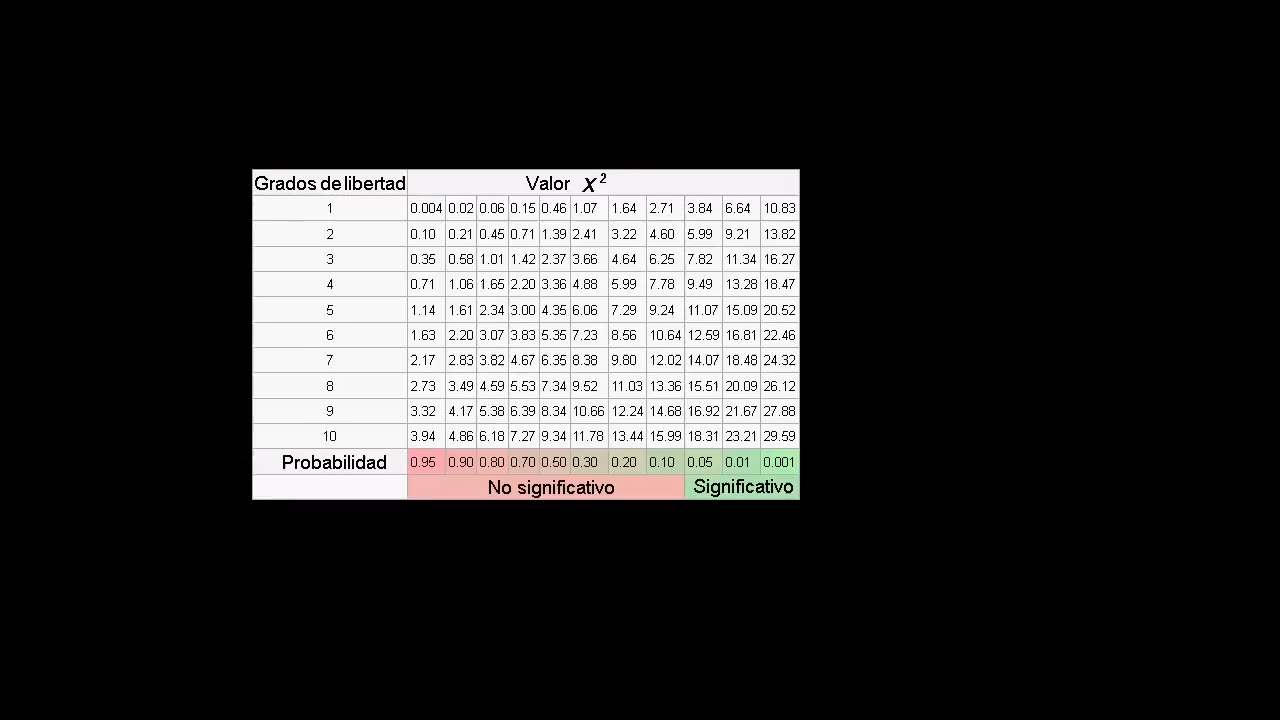 Grados de libertad Valor X²
1 0.004 0.02 0.06 0.15 0.46 1.07 1.64 2.71 3.84 6.64 10.83
2 0.10 0.21 0.45 0.71 1.39 2.41 3.22 4.60 5.99 9.21 13.82
3 0.35 0.58 1.01 1.42 2.37 3.66 4.64 6.25 7.82 11.34 16.27
4 0.71 1.06 1.65 2.20 3.36 4.88 5.99 7.78 9.49 13.28 18.47
5 1.14 1.61 2.34 3.00 4.35 6.06 7.29 9.24 11.07 15.09 20.52
6 1.63 2.20 3.07 3.83 5.35 7.23 8.56 10.64 12.59 16.81 22.46
7 2.17 2.83 3.82 4.67 6.35 8.38 9.80 12.02 14.07 18.48 24.32
8 2.73 3.49 4.59 5.53 7.34 9.52 11.03 13.36 15.51 20.09 26.12
9 3.32 4.17 5.38 6.39 8.34 10.66 12.24 14.68 16.92 21.67 27.88
10 3.94 4.86 6.18 7.27 9.34 11.78 13.44 15.99 18.31 23.21 29.59
Probabilidad 0.95 0.90 0.80 0.70 0.50 0.30 0.20 0.10 0.05 0.01 0.001
No significativo Significativo